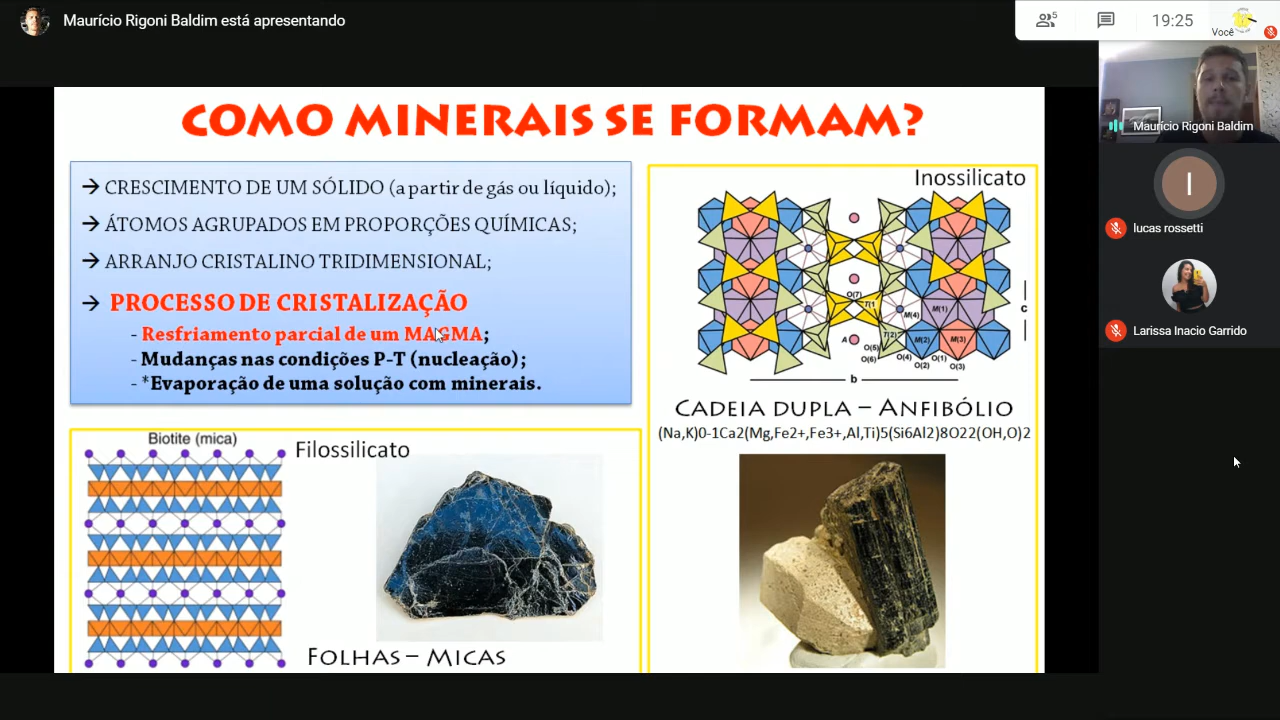 Maurício Rigoni Baldim está apresentando
5
19:25
Você
COMO MINERAIS SE FORMAM?
→ CRESCIMENTO DE UM SÓLIDO (a partir de gás ou líquido);
→ ÁTOMOS AGRUPADOS EM PROPORÇÕES QUÍMICAS;
→ ARRANJO CRISTALINO TRIDIMENSIONAL;
→ PROCESSO DE CRISTALIZAÇÃO
- Resfriamento parcial de um MAGMA;
- Mudanças nas condições P-T (nucleação);
- *Evaporação de uma solução com minerais.
Biotite (mica)
Filossilicato
FOLHAS – MICAS
Inossilicato
O(7)
T(1
M(4)
M(1)
c
A
T(2)
M(2)
M(3)
O(5)
O(6)
O(4)
O(1)
O(2)
O(3)
b
CADEIA DUPLA – ANFIBÓLIO
(Na,K)0-1Ca2(Mg,Fe2+,Fe3+,Al,Ti)5(Si6Al2)8O22(OH,O)2
Maurício Rigoni Baldim
l
lucas rossetti
Larissa Inacio Garrido